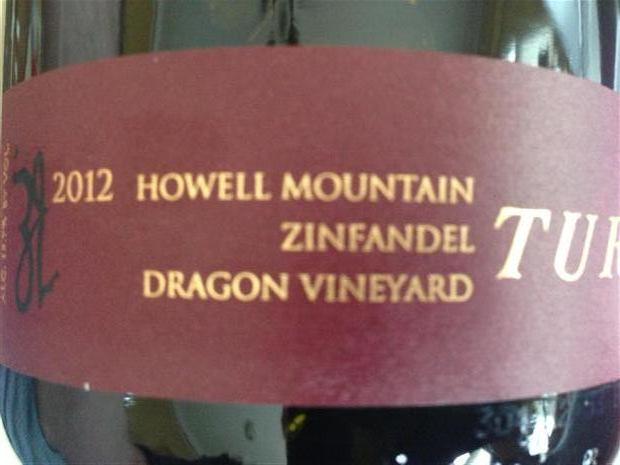 2012 HOWELL MOUNTAIN
ZINFANDEL
DRAGON VINEYARD
TUR